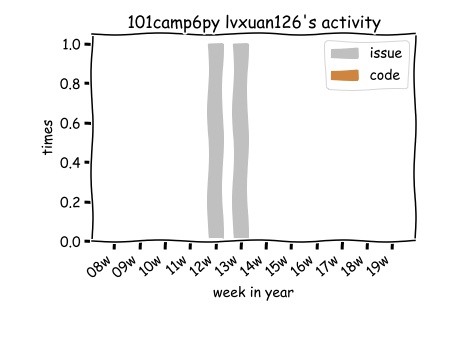 101camp6py lvxuan126's activity
issue
code
times
1.0
0.8
0.6
0.4
0.2
0.0
08w 09w 10w 11w 12w 13w 14w 15w 16w 17w 18w 19w
week in year